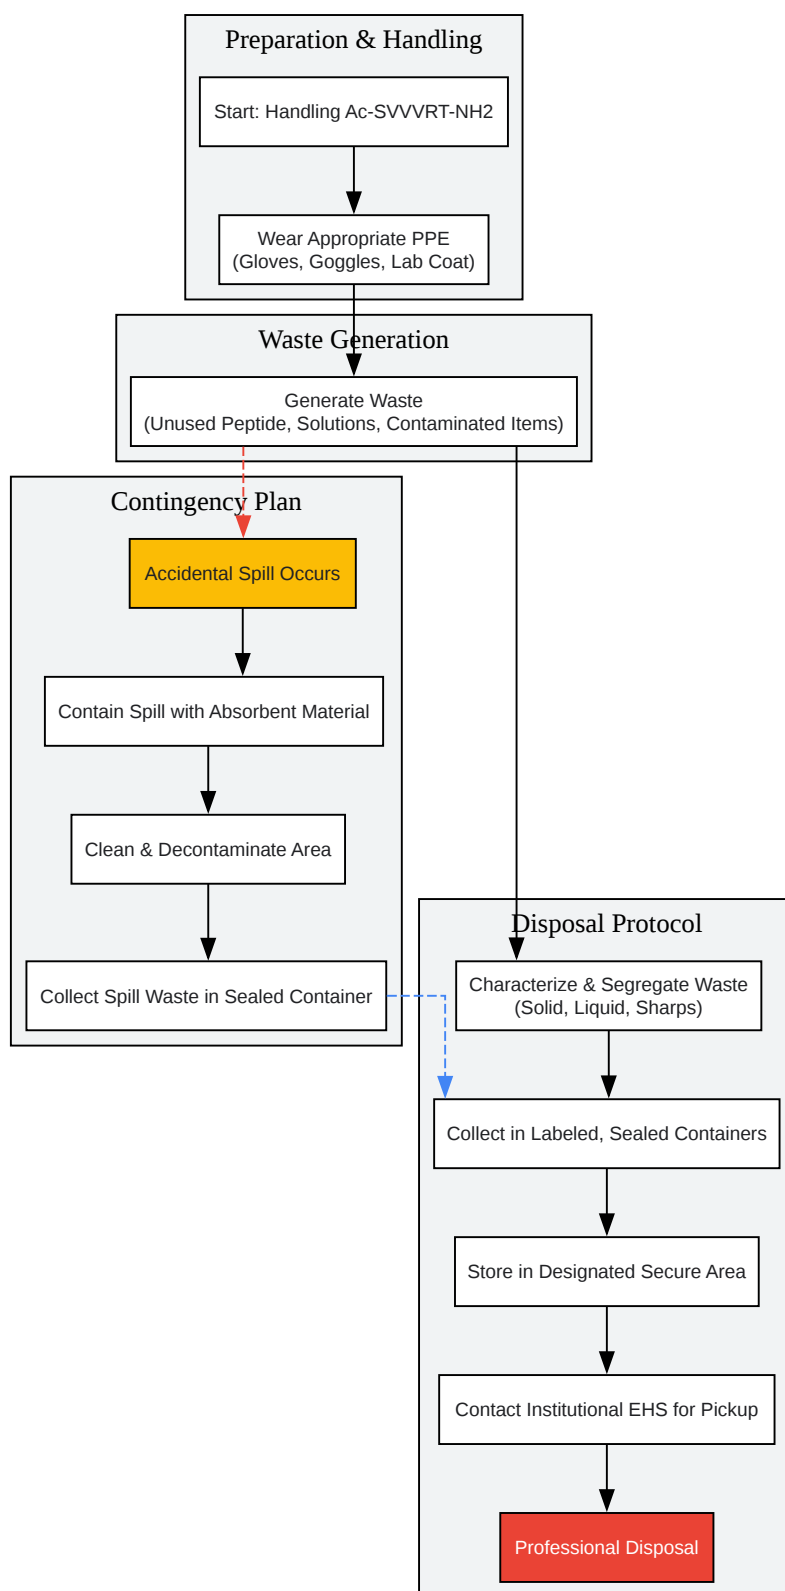 Preparation & Handling
Start: Handling Ac-SVVVRT-NH2
Wear Appropriate PPE
(Gloves, Goggles, Lab Coat)
Waste Generation
Generate Waste
(Unused Peptide, Solutions, Contaminated Items)
Contingency Plan
Accidental Spill Occurs
Contain Spill with Absorbent Material
Clean & Decontaminate Area
Collect Spill Waste in Sealed Container
Disposal Protocol
Characterize & Segregate Waste
(Solid, Liquid, Sharps)
Collect in Labeled, Sealed Containers
Store in Designated Secure Area
Contact Institutional EHS for Pickup
Professional Disposal